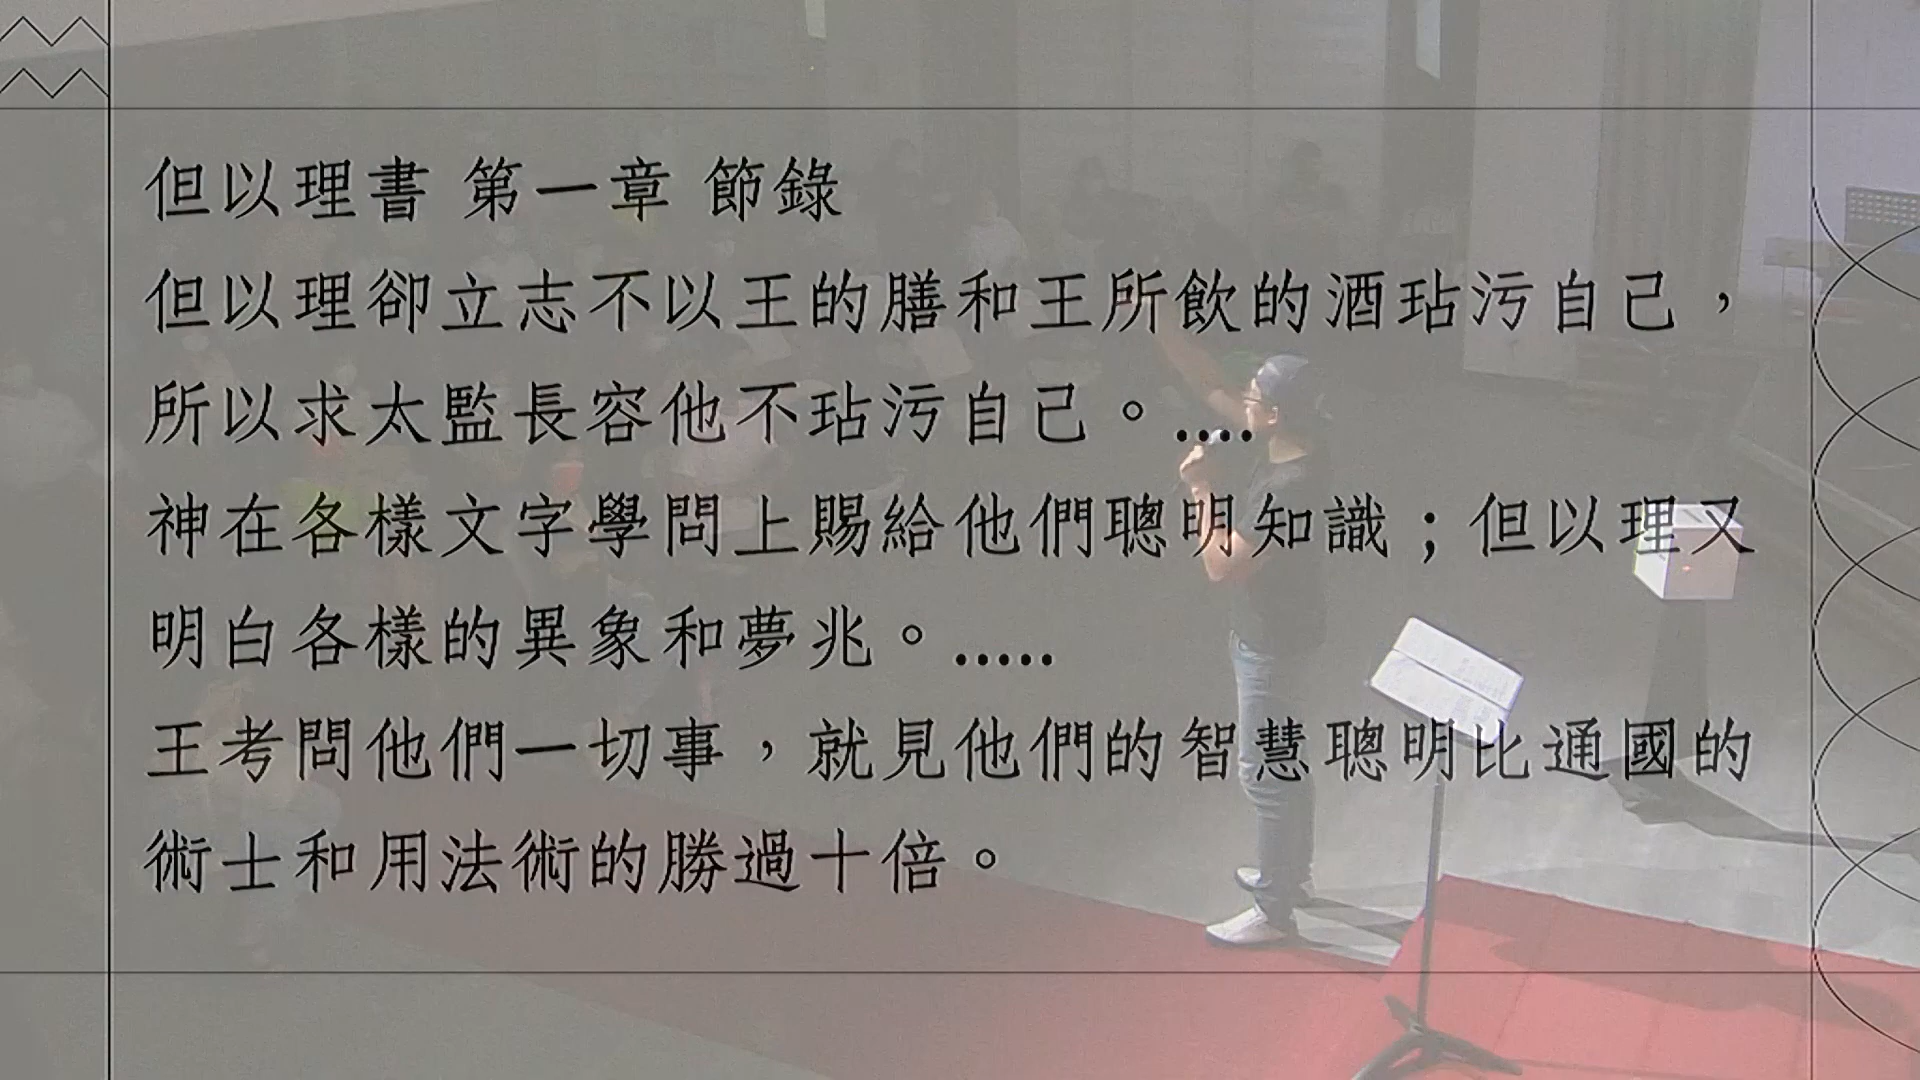 但以理書 第一章 節錄
但以理卻立志不以王的膳和王所飲的酒玷污自己，
所以求太監長容他不玷污自己。....
神在各樣文字學問上賜給他們聰明知識；但以理又
明白各樣的異象和夢兆。.....
王考問他們一切事，就見他們的智慧聰明比通國的
術士和用法術的勝過十倍。